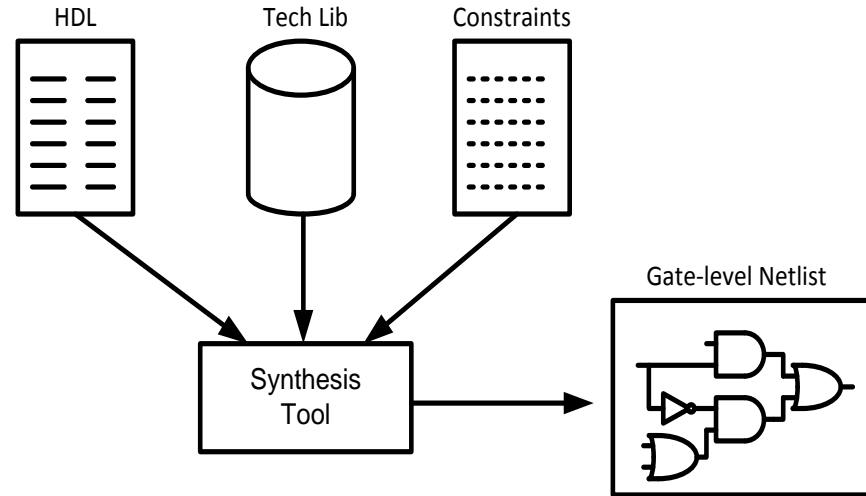 HDL
Tech Lib
Constraints
Gate-level Netlist
Synthesis
Tool